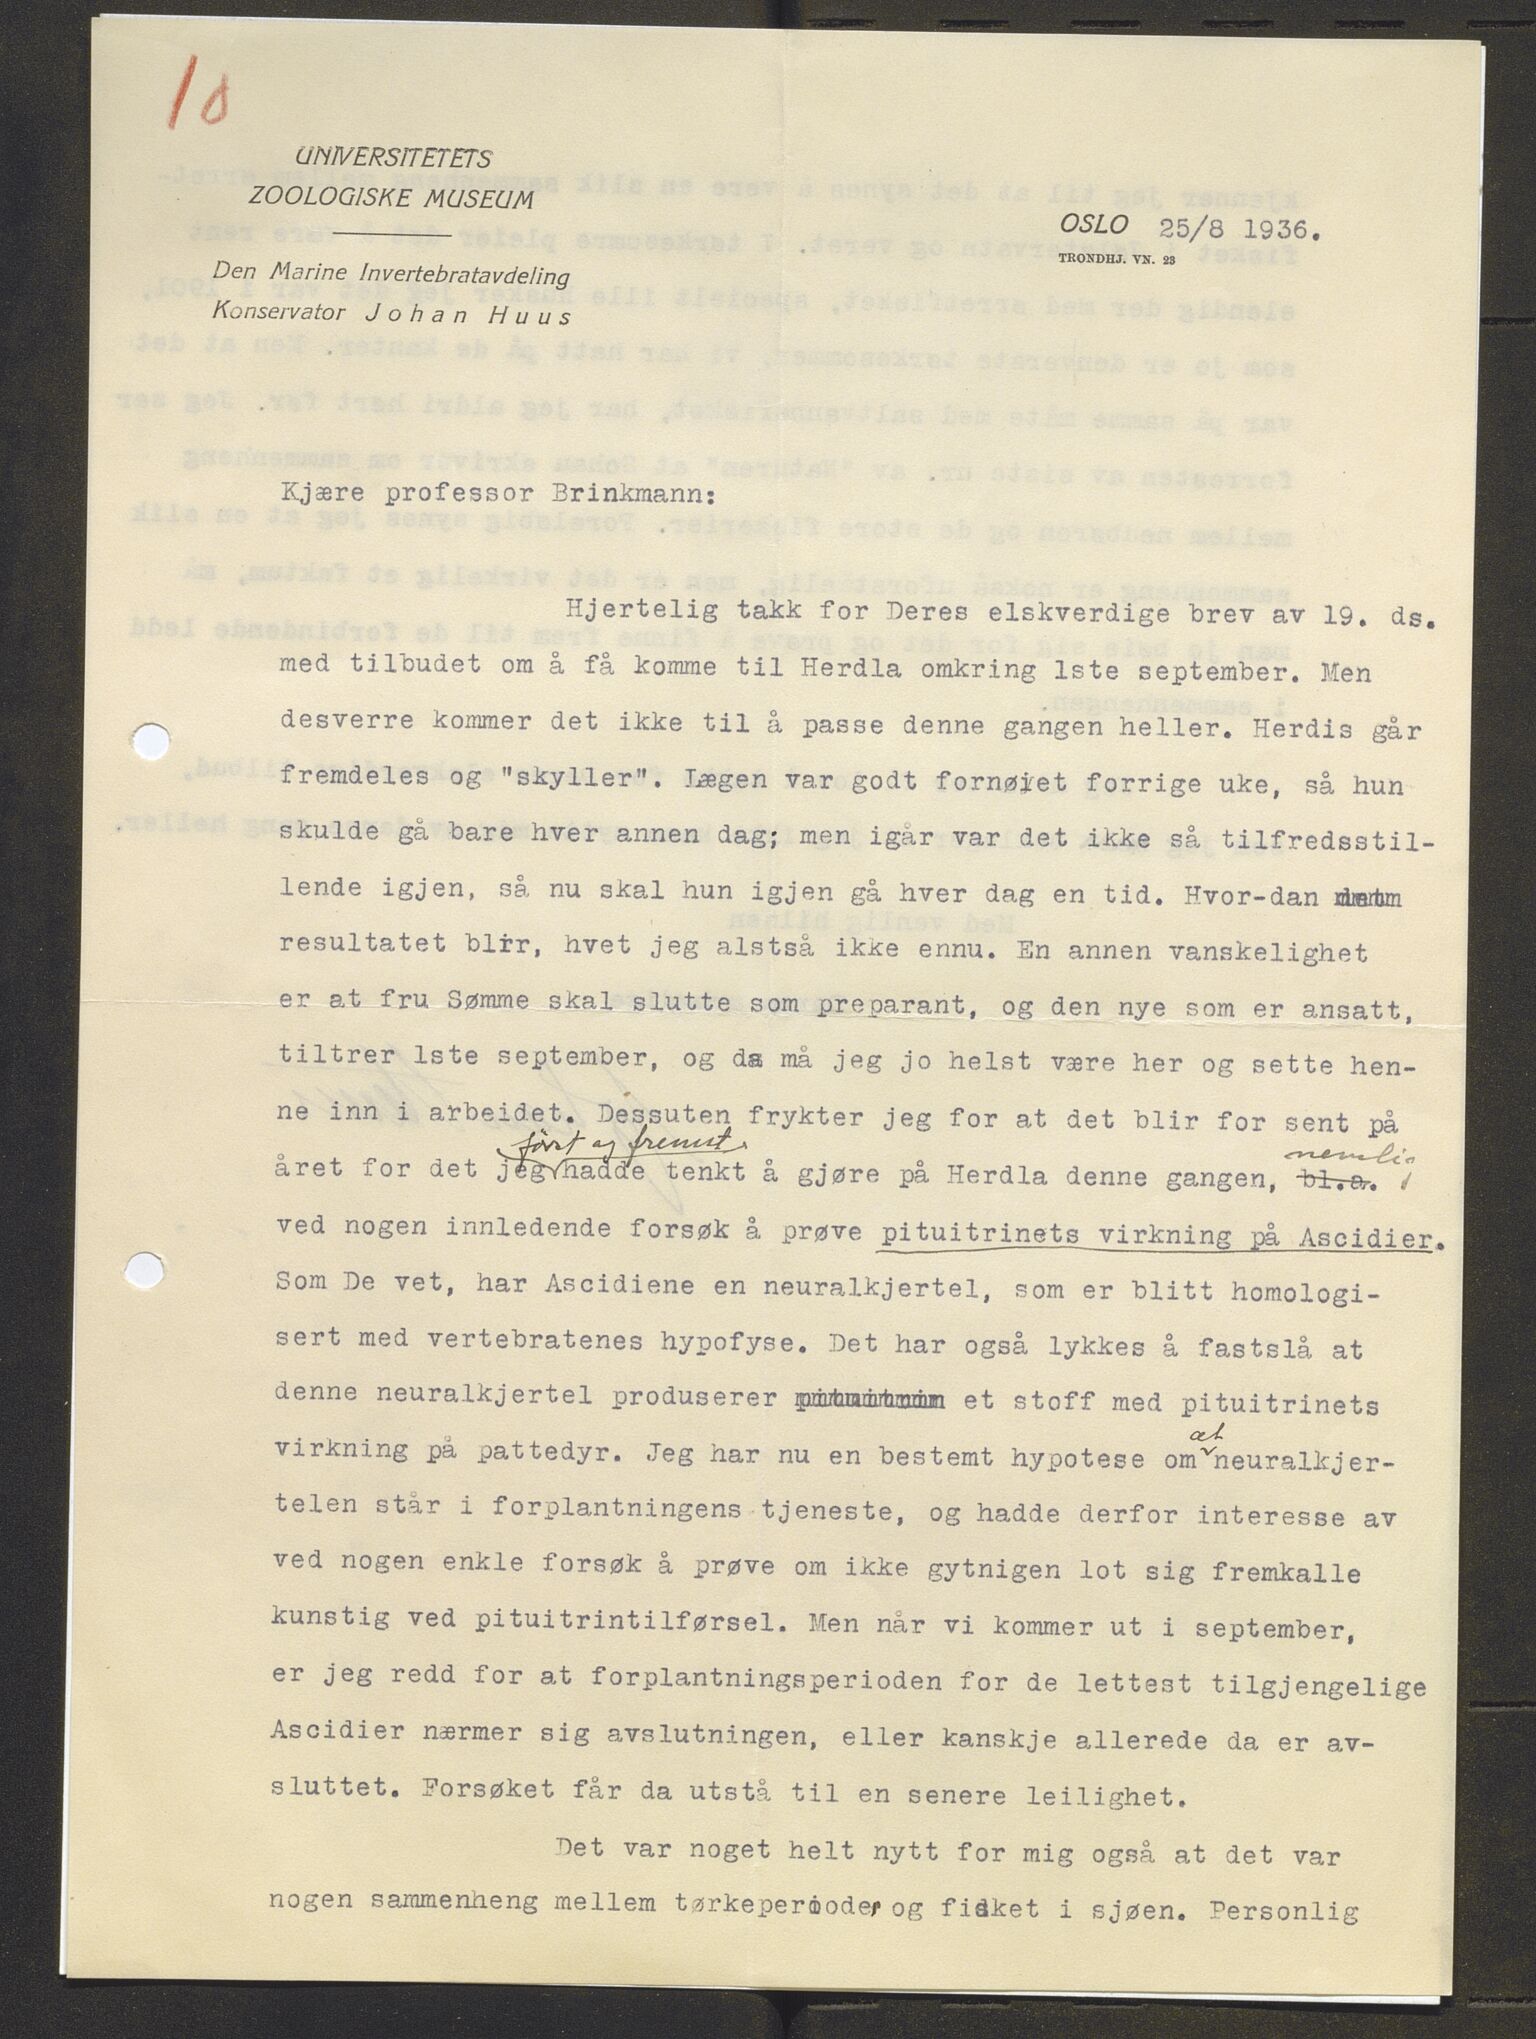 10
UNIVERSITETETS
ZOOLOGISKE MUSEUM
OSLO 25/8 1936.
TRONDHJ. VN. 23
Den Marine Invertebratavdeling
Konservator Johan Huus
Kjære professor Brinkmann:
Hjertelig takk for Deres elskverdige brev av 19. ds.
med tilbudet om å få komme til Herdla omkring 1ste september. Men
desverre kommer det ikke til å passe denne gangen heller. Herdis går
fremdeles og "skyller". Lægen var godt fornøiet forrige uke, så hun
skulde gå bare hver annen dag; men igår var det ikke så tilfredsstil-
lende igjen, så nu skal hun igjen gå hver dag en tid. Hvor-dan
resultatet blir, hvet jeg alstså ikke ennu. En annen vanskelighet
er at fru Sømme skal slutte som preparant, og den nye som er ansatt,
tiltrer 1ste september, og da må jeg jo helst være her og sette hen-
ne inn i arbeidet. Dessuten frykter jeg for at det blir for sent på
først og fremst nemlig
året for det jeg hadde tenkt å gjøre på Herdla denne gangen, bl.a.
ved nogen innledende forsøk å prøve pituitrinets virkning på Ascidier.
Som De vet, har Ascidiene en neuralkjertel, som er blitt homologi-
sert med vertebratenes hypofyse. Det har også lykkes å fastslå at
denne neuralkjertel produserer pituitrin et stoff med pituitrinets
at
virkning på pattedyr. Jeg har nu en bestemt hypotese om neuralkjer-
telen står i forplantningens tjeneste, og hadde derfor interesse av
ved nogen enkle forsøk å prøve om ikke gytnigen lot sig fremkalle
kunstig ved pituitrintilførsel. Men når vi kommer ut i september,
er jeg redd for at forplantningsperioden for de lettest tilgjengelige
Ascidier nærmer sig avslutningen, eller kanskje allerede da er av-
sluttet. Forsøket får da utstå til en senere leilighet.
Det var noget helt nytt for mig også at det var
nogen sammenheng mellem tørkeperioder og fisket i sjøen. Personlig